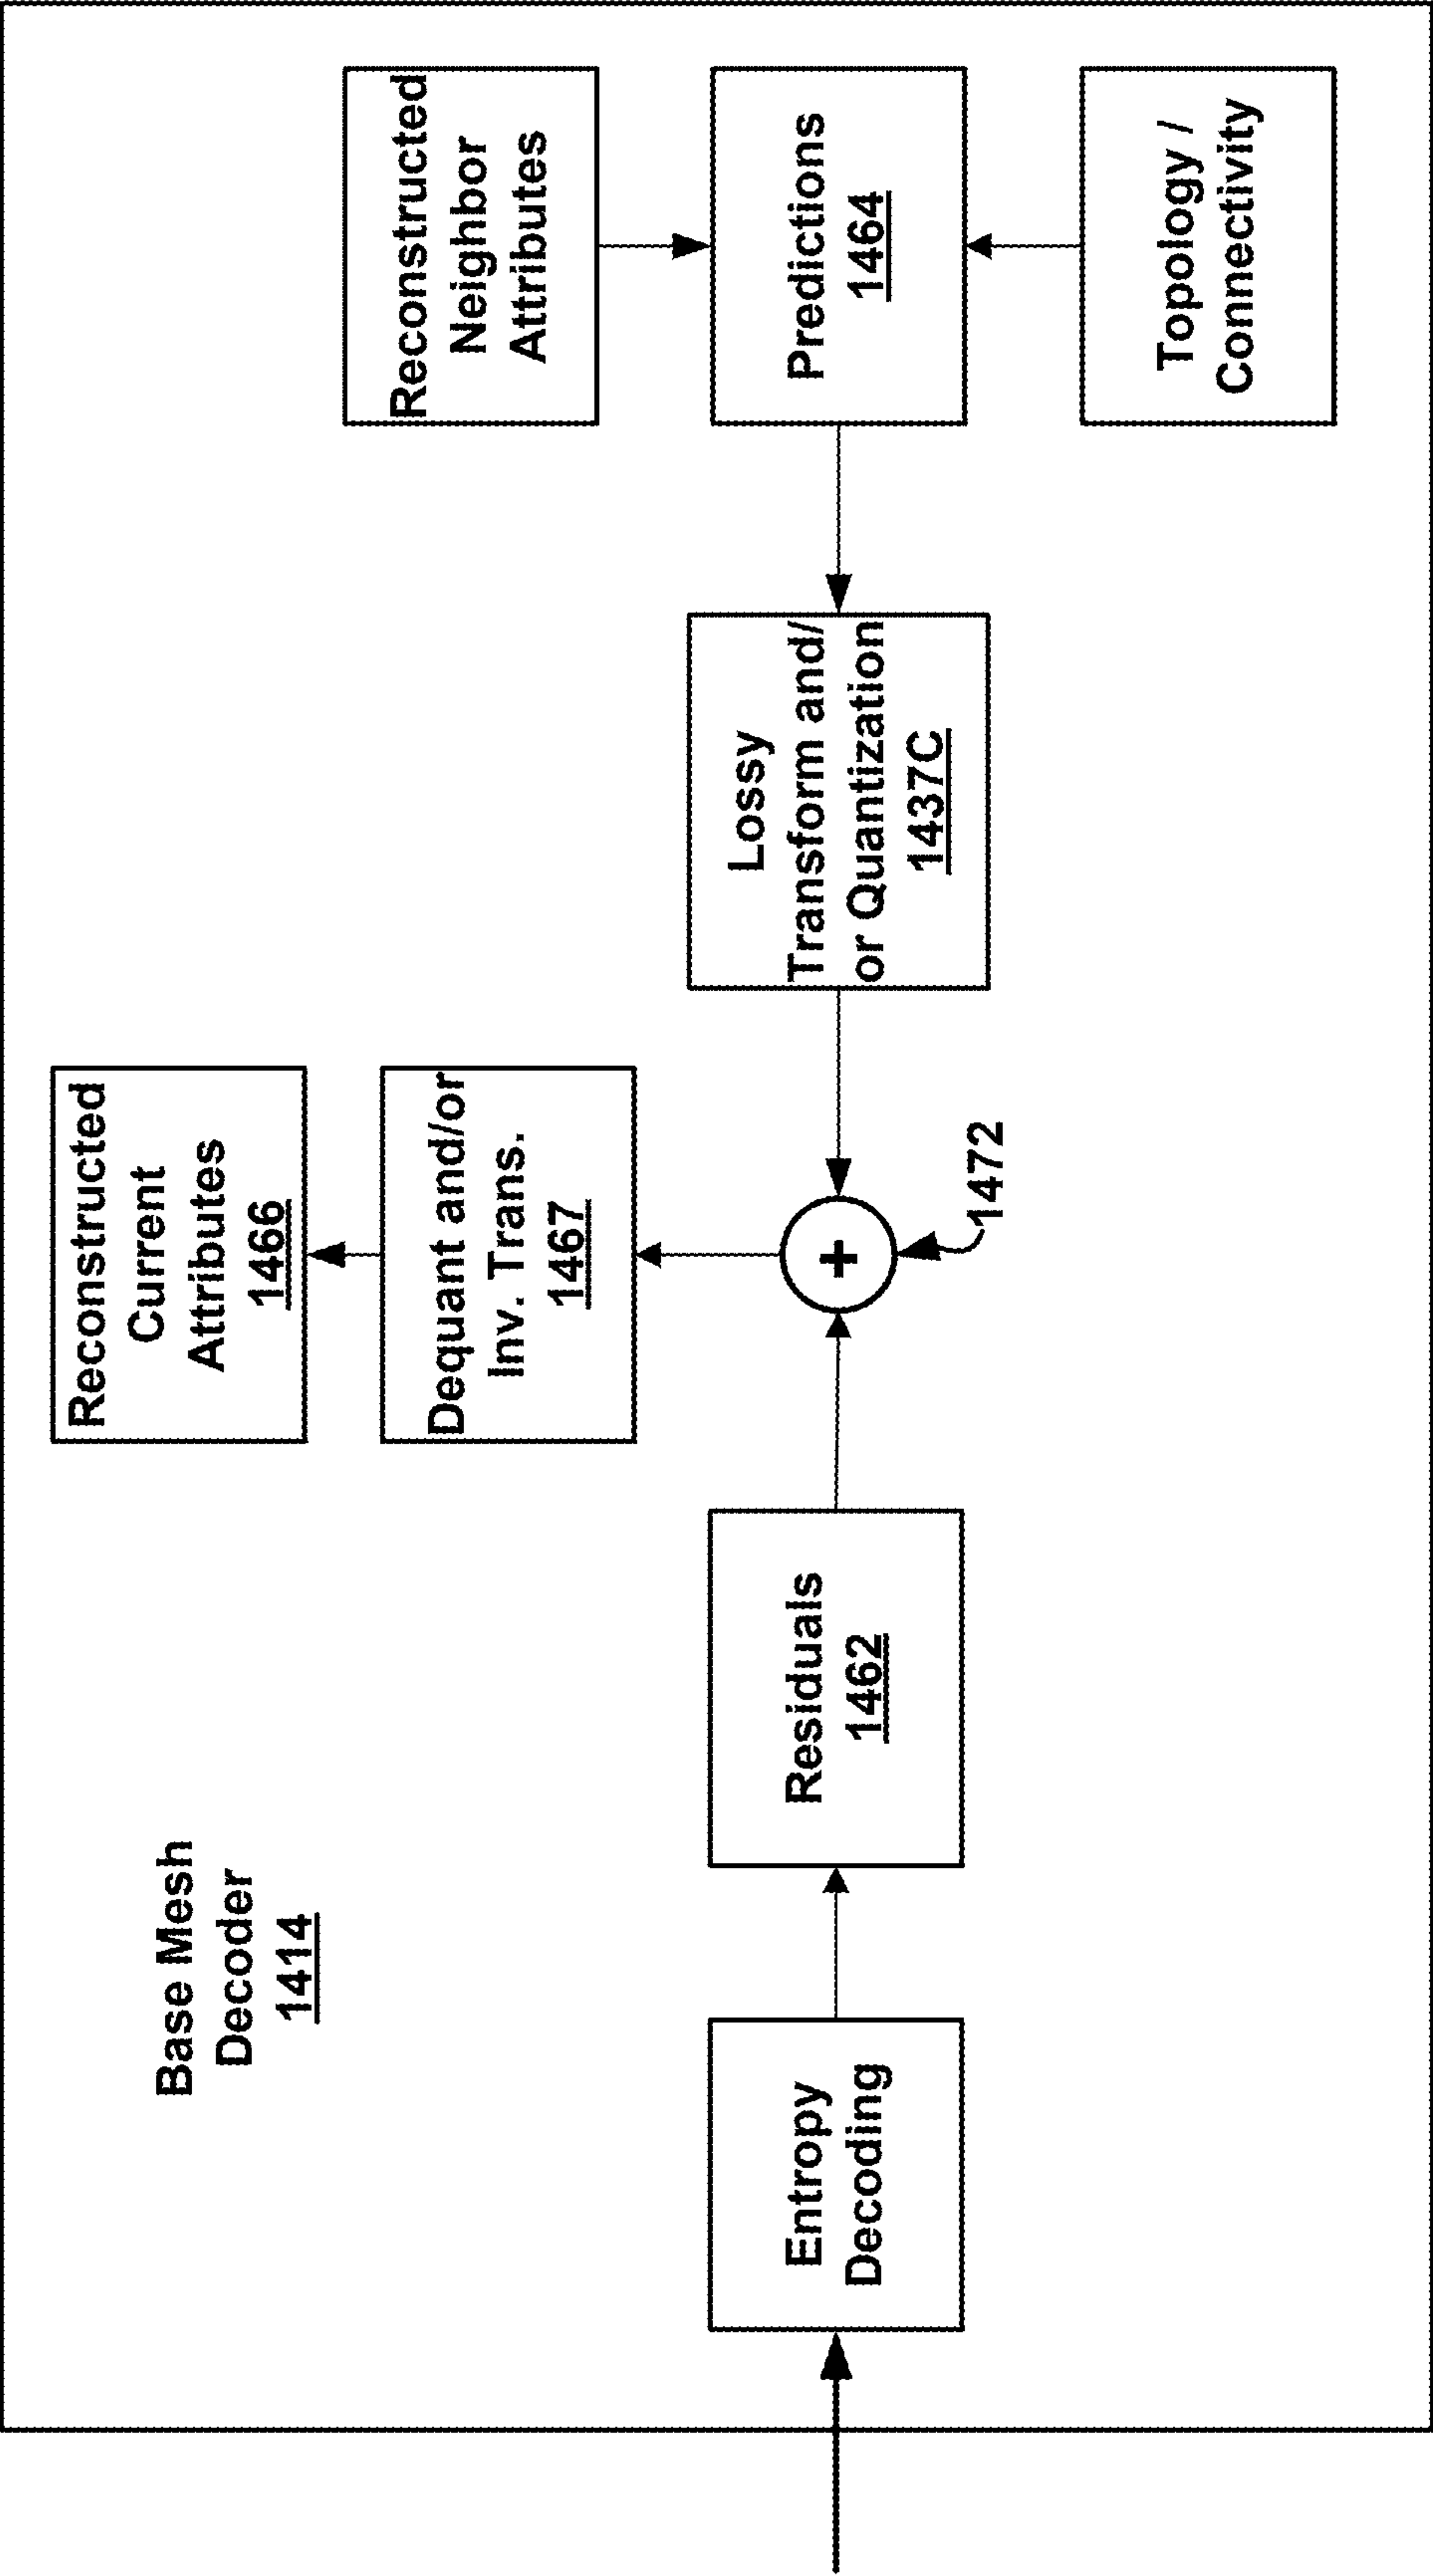 Base Mesh
Decoder
1414
Reconstructed
Current
Attributes
1466
Reconstructed
Neighbor
Attributes
Dequant and/or
Inv. Trans.
1467
Entropy
Decoding
Residuals
1462
+
1472
Lossy
Transform and/
or Quantization
1437C
Predictions
1464
Topology /
Connectivity